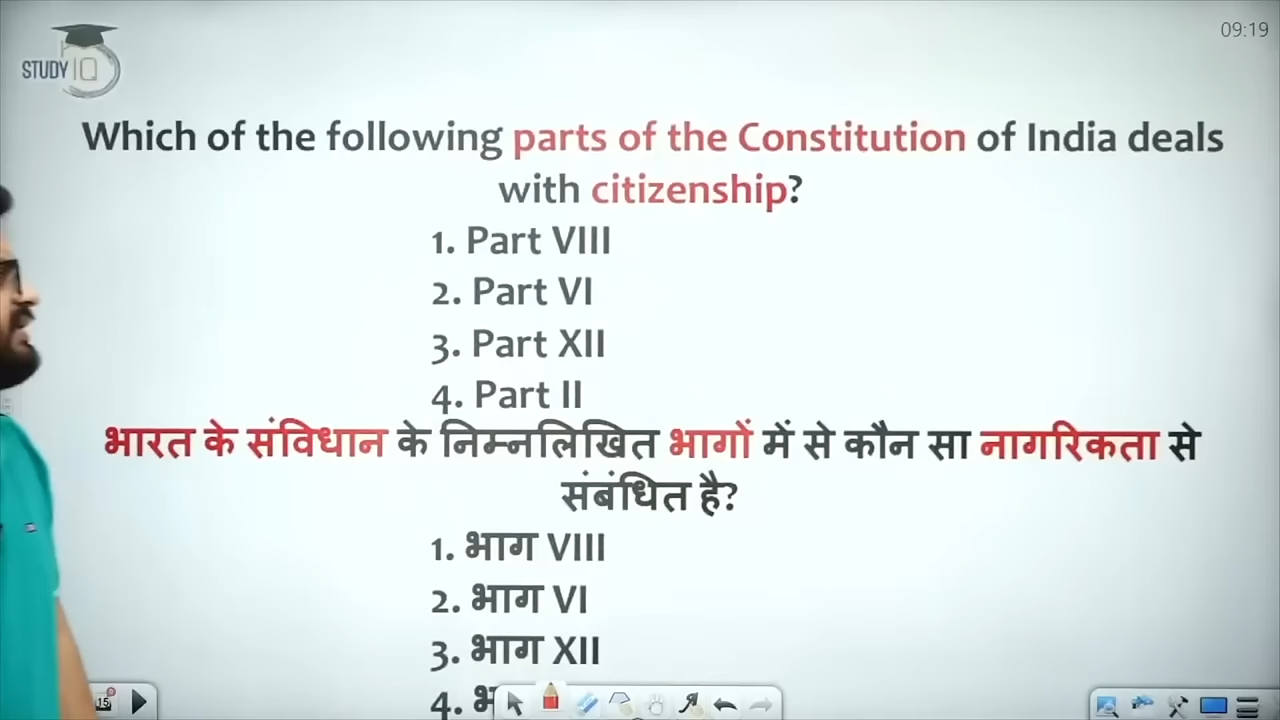 STUDY IQ
09:19
Which of the following parts of the Constitution of India deals
with citizenship?
1. Part VIII
2. Part VI
3. Part XII
4. Part II
भारत के संविधान के निम्नलिखित भागों में से कौन सा नागरिकता से
संबंधित है?
1. भाग VIII
2. भाग VI
3. भाग XII
4.
15